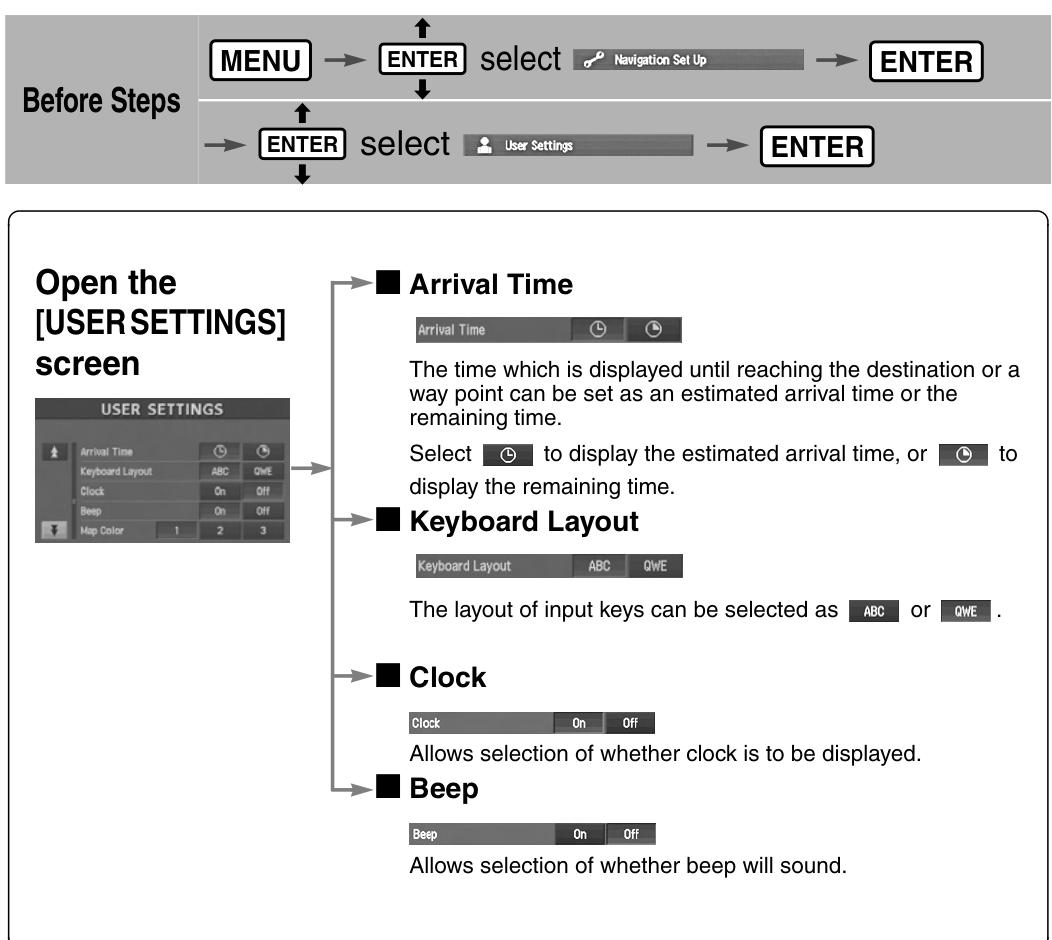 Before Steps
MENU ENTER select Navigation Set Up ENTER
ENTER select User Settings ENTER
Open the
[USER SETTINGS]
screen
USER SETTINGS
Arrival Time
Keyboard Layout ABC QWE
Clock On Off
Beep On Off
Map Color 1 2 3
Arrival Time
Arrival Time
The time which is displayed until reaching the destination or a
way point can be set as an estimated arrival time or the
remaining time.
Select to display the estimated arrival time, or to
display the remaining time.
Keyboard Layout
Keyboard Layout ABC QWE
The layout of input keys can be selected as ABC or QWE .
Clock
Clock On Off
Allows selection of whether clock is to be displayed.
Beep
Beep On Off
Allows selection of whether beep will sound.